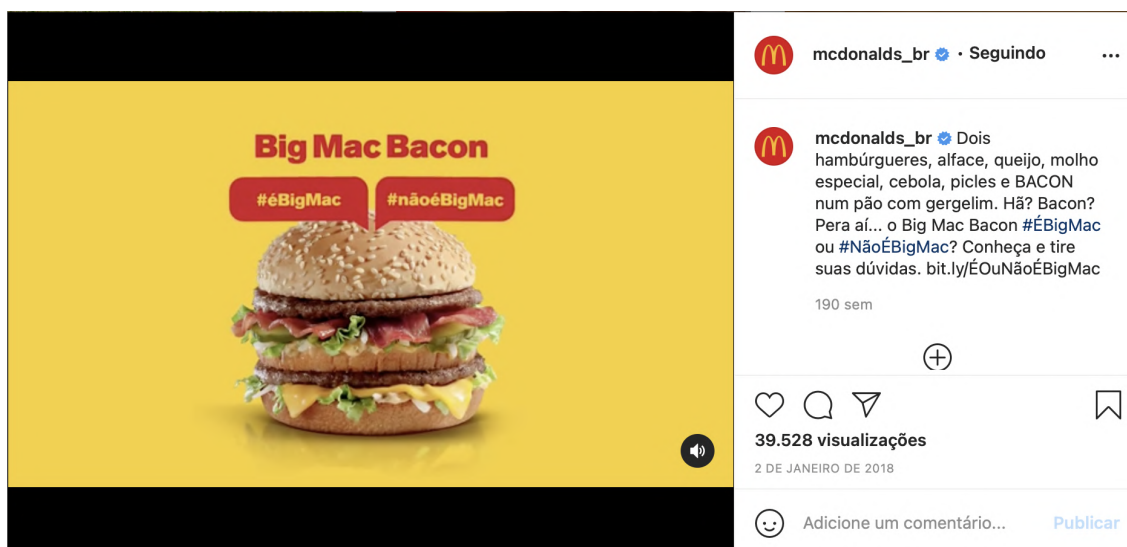 Big Mac Bacon
#éBigMac
#nãoéBigMac
mcdonalds_br • Seguindo
mcdonalds_br Dois
hambúrgueres, alface, queijo, molho
especial, cebola, picles e BACON
num pão com gergelim. Hã? Bacon?
Pera aí... o Big Mac Bacon #ÉBigMac
ou #NãoÉBigMac? Conheça e tire
suas dúvidas. bit.ly/ÉOuNãoÉBigMac
190 sem
39.528 visualizações
2 DE JANEIRO DE 2018
Adicione um comentário...
Publicar